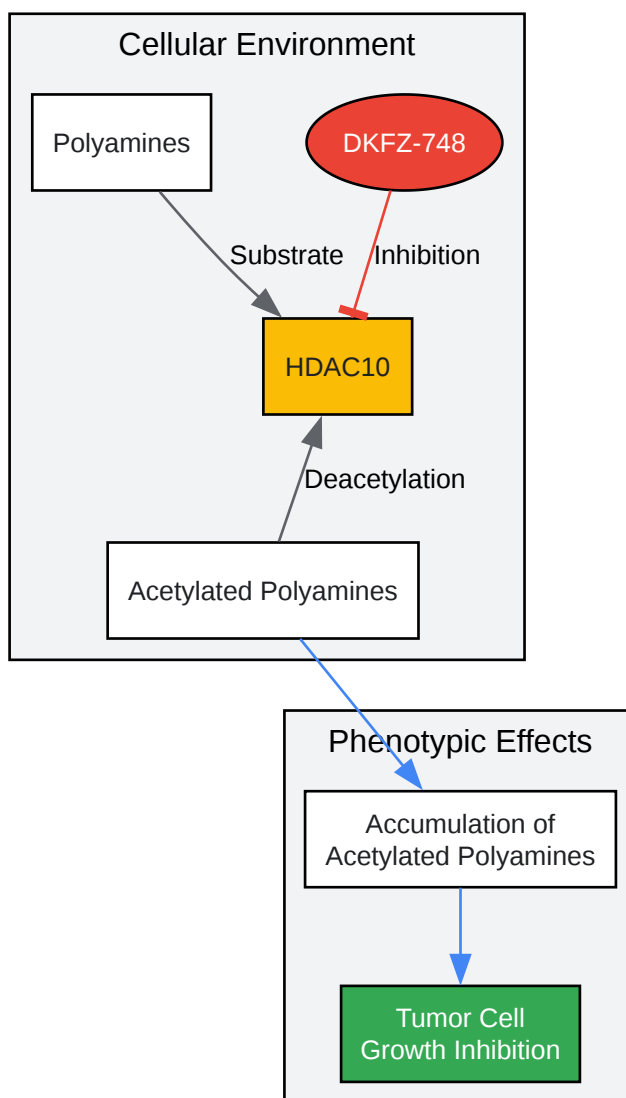 Cellular Environment
Polyamines
DKFZ-748
Substrate
Inhibition
HDAC10
Deacetylation
Acetylated Polyamines
Phenotypic Effects
Accumulation of
Acetylated Polyamines
Tumor Cell
Growth Inhibition